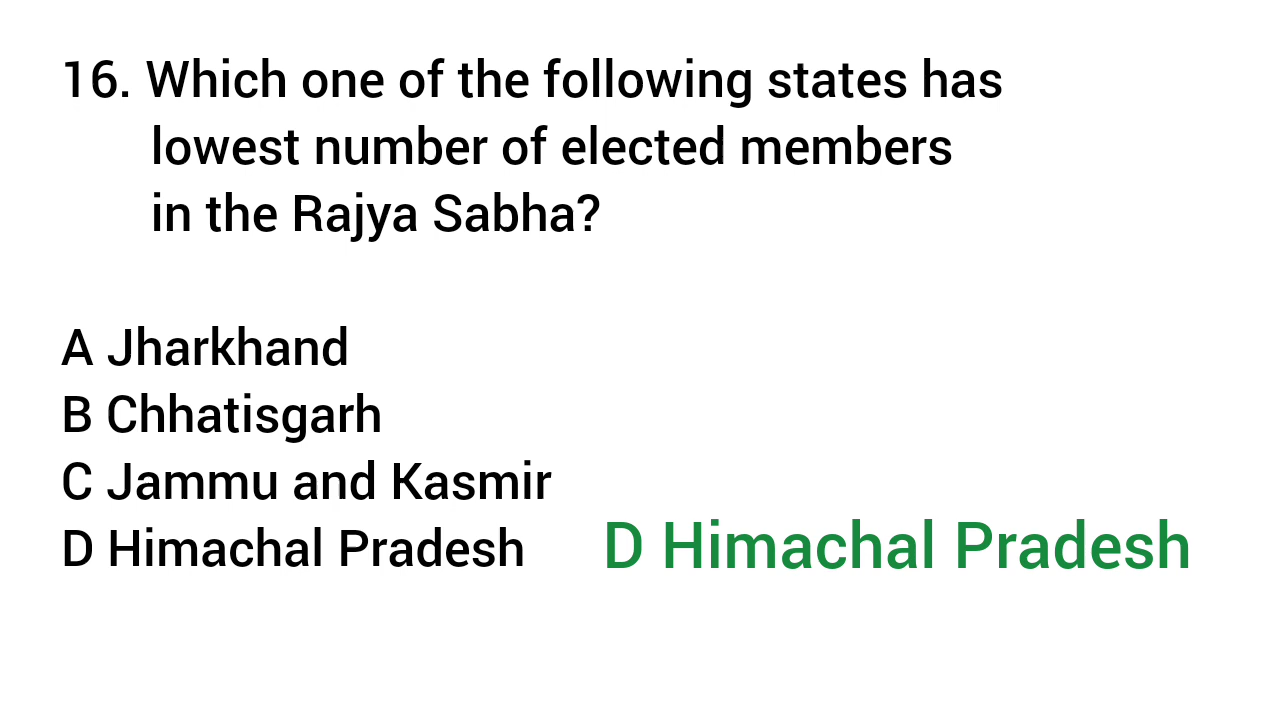 16. Which one of the following states has
lowest number of elected members
in the Rajya Sabha?
A Jharkhand
B Chhatisgarh
C Jammu and Kasmir
D Himachal Pradesh
D Himachal Pradesh